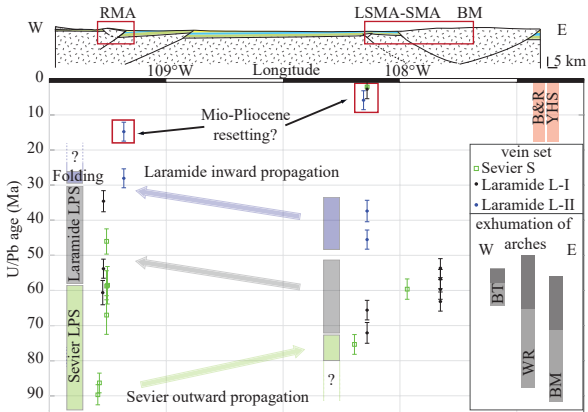 RMA
LSMA-SMA
BM
W
E
5 km
109°W
Longitude
108°W
0
10
20
30
40
50
60
70
80
90
U/Pb age (Ma)
Mio-Pliocene
resetting?
B&R
YHS
?
Folding
Laramide LPS
Sevier LPS
Laramide inward propagation
Sevier outward propagation
?
vein set
Sevier S
Laramide L-I
Laramide L-II
exhumation of
arches
W
E
BT
WR
BM